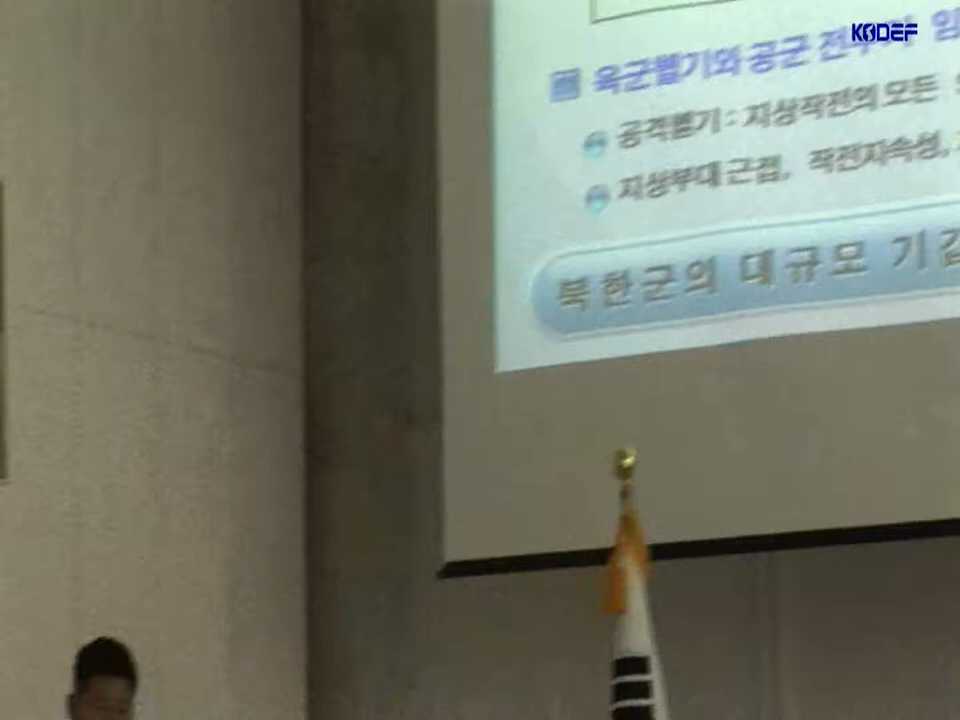 KODEF
육군헬기와 공군 전투기 임
공격헬기 : 지상작전의 모든
지상부대 근접, 작전지속성,
북한군의 대규모 기갑